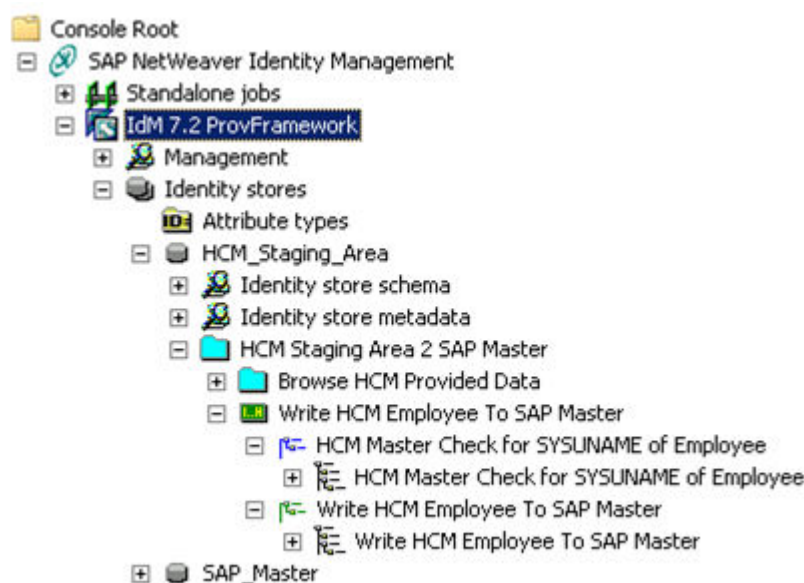 Console Root
SAP NetWeaver Identity Management
Standalone jobs
IdM 7.2 ProvFramework
Management
Identity stores
Attribute types
HCM_Staging_Area
Identity store schema
Identity store metadata
HCM Staging Area 2 SAP Master
Browse HCM Provided Data
Write HCM Employee To SAP Master
HCM Master Check for SYSUNAME of Employee
HCM Master Check for SYSUNAME of Employee
Write HCM Employee To SAP Master
Write HCM Employee To SAP Master
SAP_Master